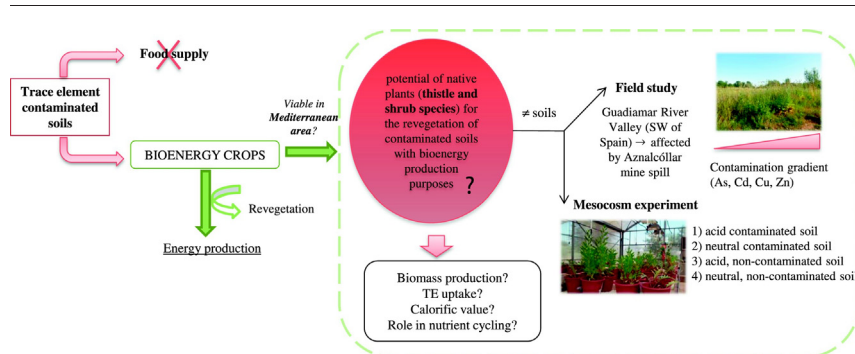 Trace element
contaminated
soils
Food supply
BIOENERGY CROPS
Revegetation
Energy production
Viable in
Mediterranean
area?
potential of native
plants (thistle and
shrub species) for
the revegetation of
contaminated soils
with bioenergy
production
purposes ?
Biomass production?
TE uptake?
Calorific value?
Role in nutrient cycling?
≠ soils
Field study
Guadiamar River
Valley (SW of
Spain) → affected
by Aznalcóllar
mine spill
Contamination gradient
(As, Cd, Cu, Zn)
Mesocosm experiment
1) acid contaminated soil
2) neutral contaminated soil
3) acid, non-contaminated soil
4) neutral, non-contaminated soi